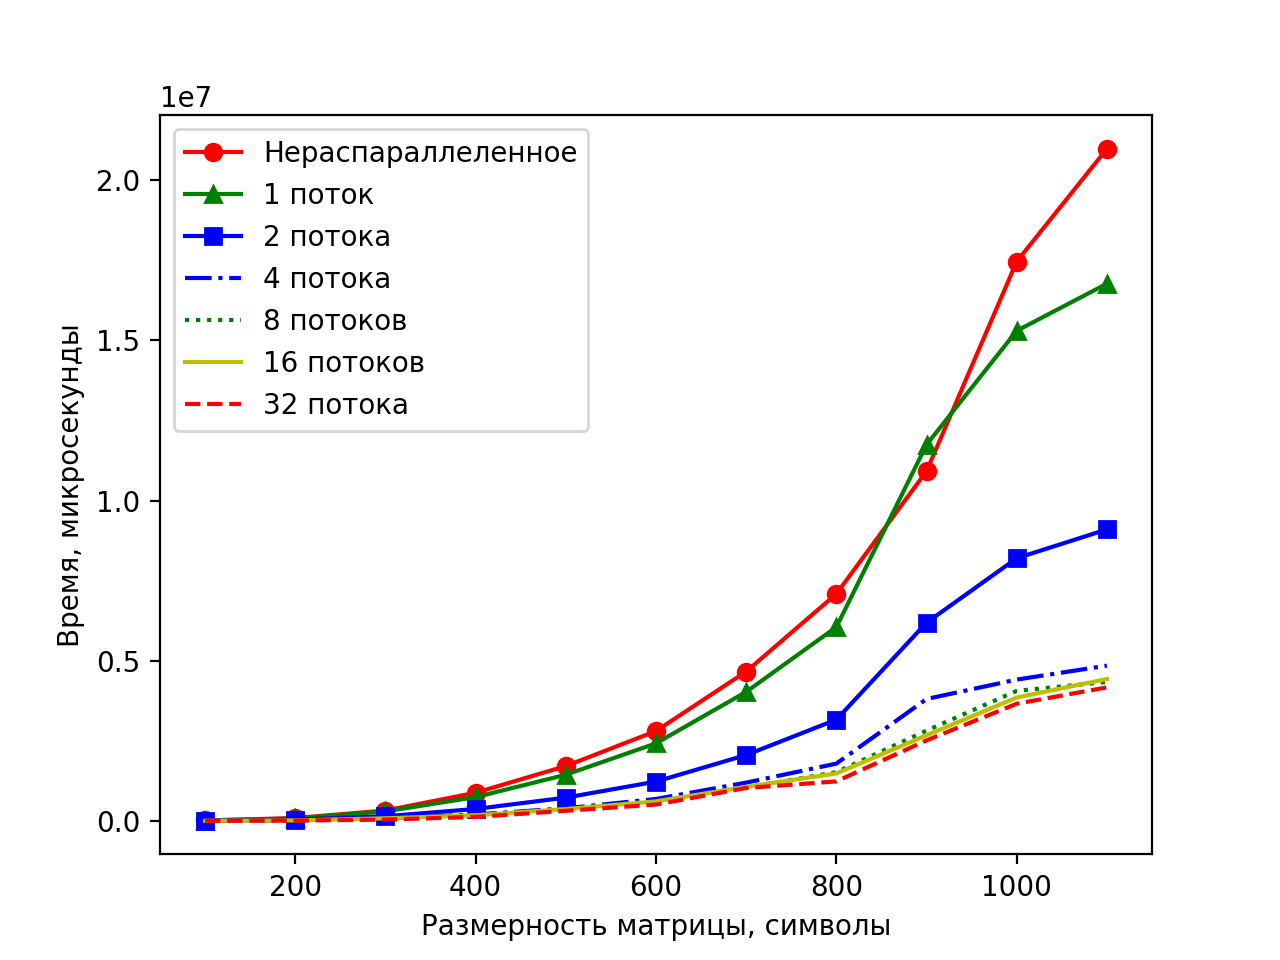 1e7
2.0
1.5
1.0
0.5
0.0
Время, микросекунды
Нераспараллеленное
1 поток
2 потока
4 потока
8 потоков
16 потоков
32 потока
200 400 600 800 1000
Размерность матрицы, символы